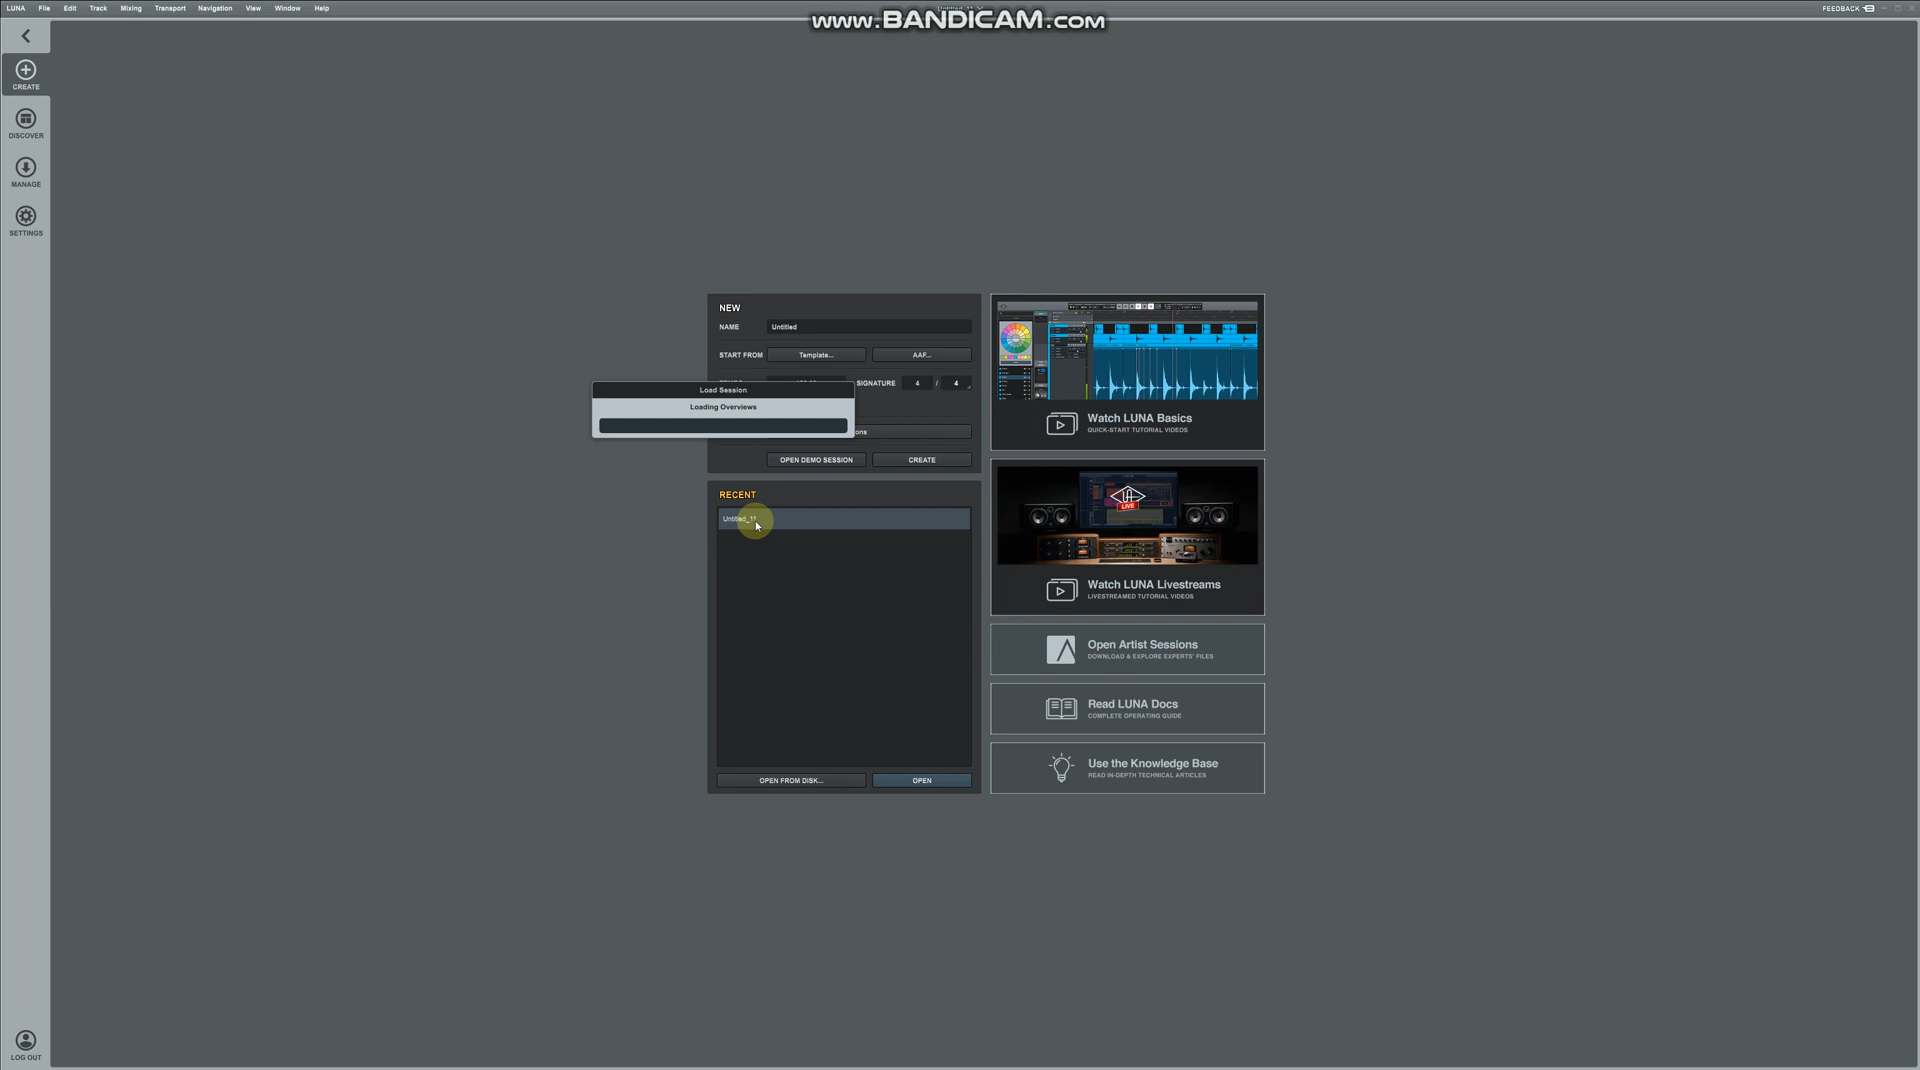 LUNA File Edit Track Mixing Transport Navigation View Window Help
www.BANDICAM.com
FEEDBACK
CREATE
DISCOVER
MANAGE
SETTINGS
LOG OUT
NEW
NAME Untitled
START FROM Template... AAF...
SIGNATURE 4 / 4
Load Session
Loading Overviews
ons
OPEN DEMO SESSION CREATE
RECENT
Untitled_11
OPEN FROM DISK... OPEN
Watch LUNA Basics
QUICK-START TUTORIAL VIDEOS
LIVE
Watch LUNA Livestreams
LIVESTREAMED TUTORIAL VIDEOS
Open Artist Sessions
DOWNLOAD & EXPLORE EXPERTS' FILES
Read LUNA Docs
COMPLETE OPERATING GUIDE
Use the Knowledge Base
READ IN-DEPTH TECHNICAL ARTICLES